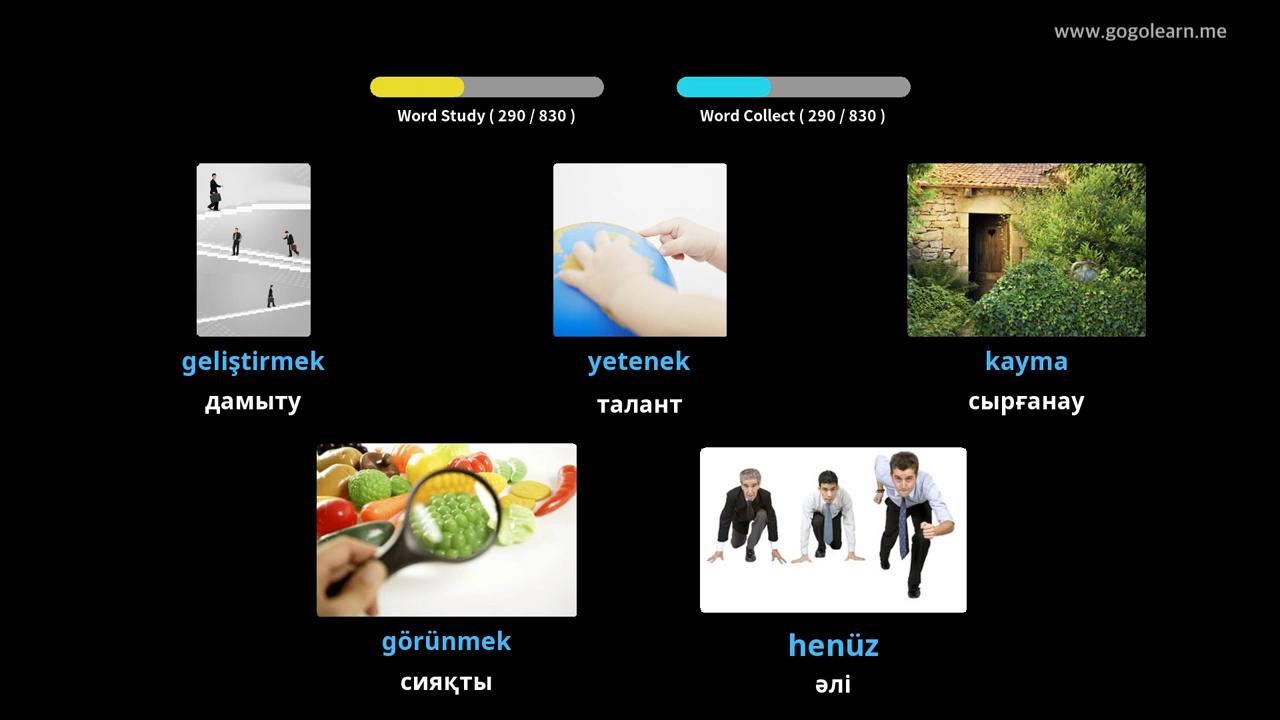 www.gogolearn.me
Word Study ( 290 / 830 )
Word Collect ( 290 / 830 )
geliştirmek
дамыту
yetenek
талант
kayma
сырғанау
görünmek
сияқты
henüz
әлі